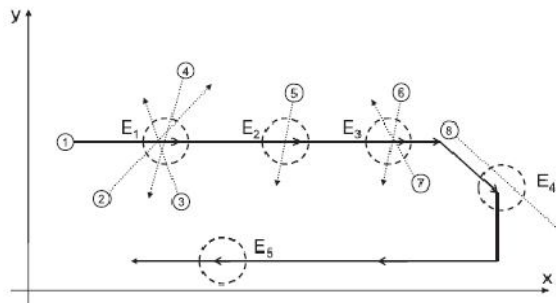 y
④
⑥
⑤
① E₁ E₂ E₃ ⑧
② ③ ⑦ E₄
E₅
x